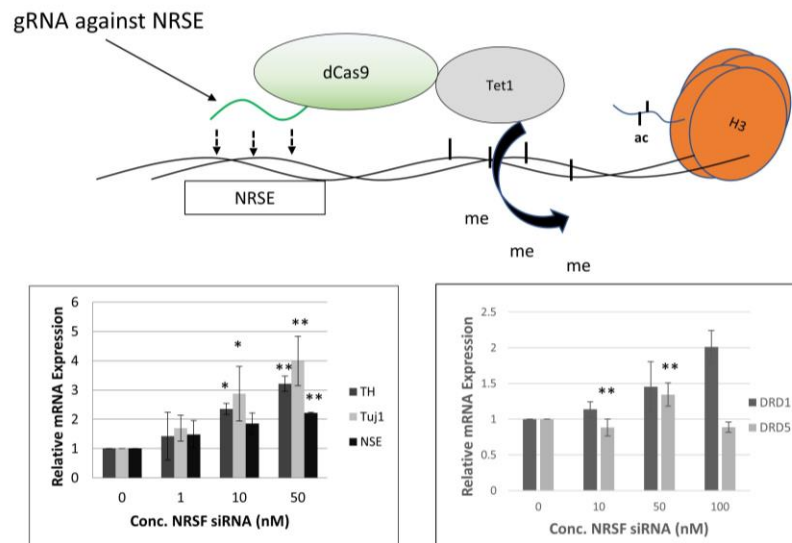 gRNA against NRSE
dCas9
Tet1
H3
ac
NRSE
me
me
me
6
5
4
3
2
1
0
Relative mRNA Expression
*
*
**
**
**
TH
Tuj1
NSE
0 1 10 50
Conc. NRSF siRNA (nM)
2.5
2
1.5
1
0.5
0
Relative mRNA Expression
**
**
DRD1
DRD5
0 10 50 100
Conc. NRSF siRNA (nM)